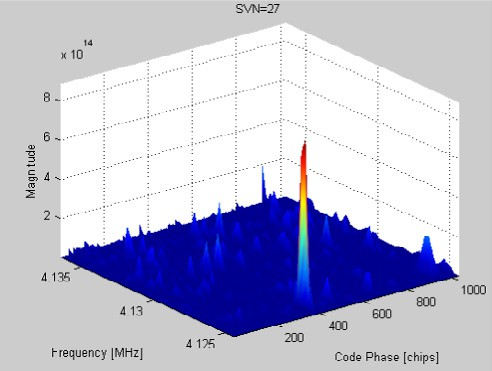 SVN=27
x 10^14
8
6
4
2
Magnitude
4.135
4.13
4.125
200
400
600
800
1000
Frequency [MHz]
Code Phase [chips]